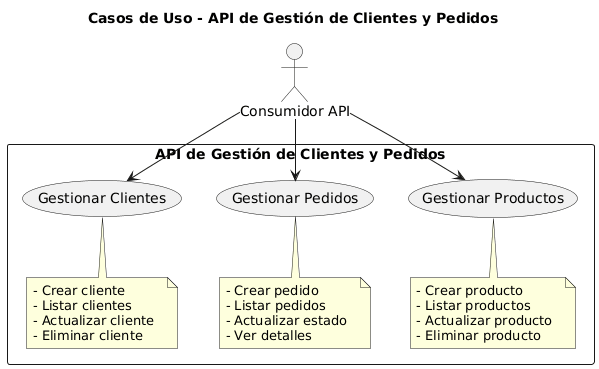 Casos de Uso - API de Gestión de Clientes y Pedidos
Consumidor API
API de Gestión de Clientes y Pedidos
Gestionar Clientes
Gestionar Pedidos
Gestionar Productos
- Crear cliente
- Listar clientes
- Actualizar cliente
- Eliminar cliente
- Crear pedido
- Listar pedidos
- Actualizar estado
- Ver detalles
- Crear producto
- Listar productos
- Actualizar producto
- Eliminar producto